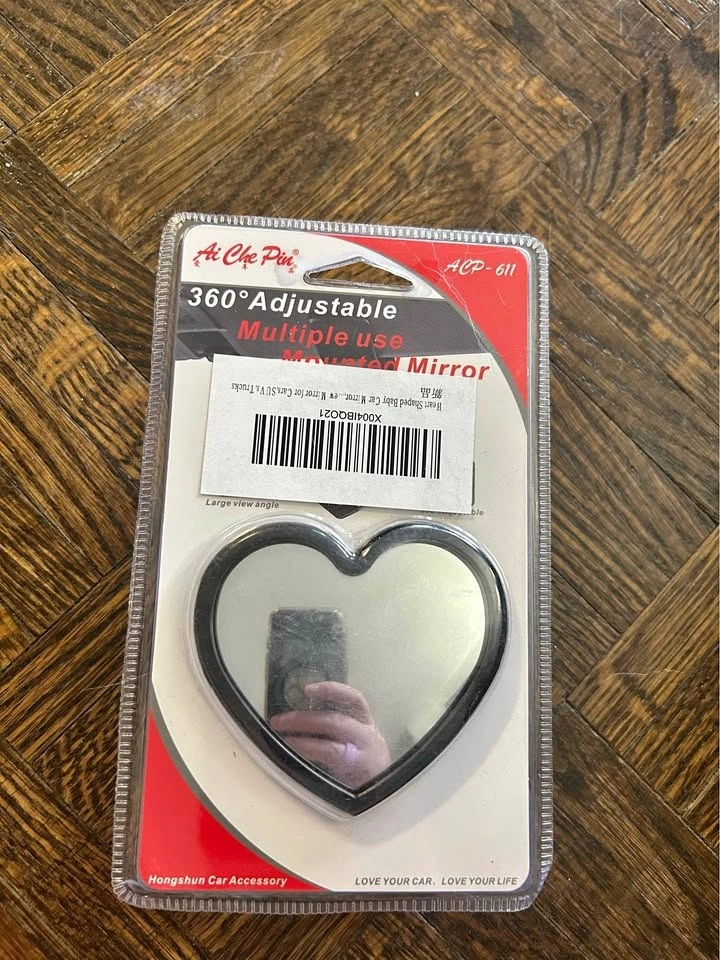 Ai Che Pin®
ACP-611
360°Adjustable
Multiple use
Mounted Mirror
Heart Shaped Baby Car Mirror,...ew Mirror for Cars,SUVs,Trucks
新品
X004IBQO21
Large view angle
Hongshun Car Accessory
LOVE YOUR CAR, LOVE YOUR LIFE